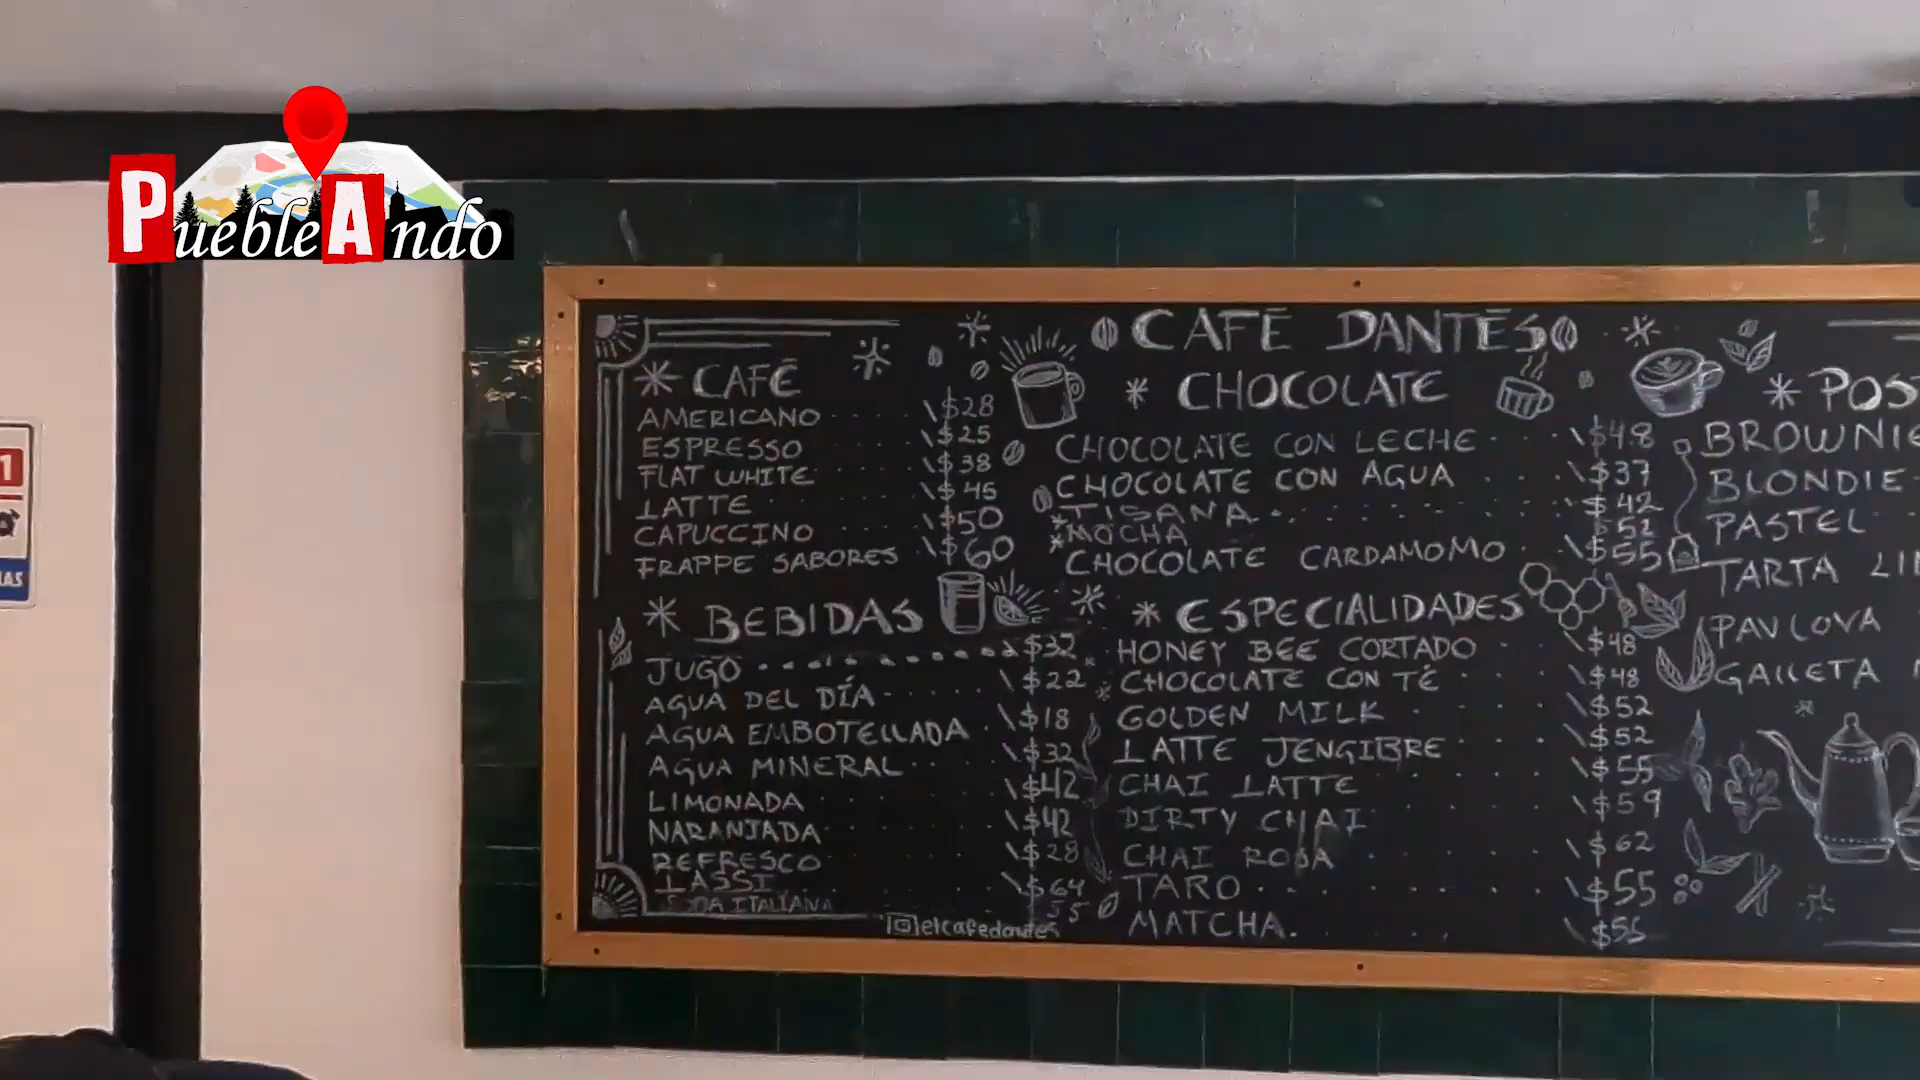 PuebleAndo
1
CAFÉ DANTES
* CAFÉ
AMERICANO \$28
ESPRESSO \$25
FLAT WHITE \$38
LATTE \$45
CAPUCCINO \$50
FRAPPE SABORES \$60
* BEBIDAS
JUGO \$32
AGUA DEL DÍA \$22
AGUA EMBOTELLADA \$18
AGUA MINERAL \$32
LIMONADA \$42
NARANJADA \$42
REFRESCO \$28
LASSI \$64
SODA ITALIANA 55
elcafedantes
* CHOCOLATE
CHOCOLATE CON LECHE \$48
CHOCOLATE CON AGUA \$37
* TISANA \$42
* MOCHA \$52
CHOCOLATE CARDAMOMO \$55
* ESPECIALIDADES
HONEY BEE CORTADO \$48
CHOCOLATE CON TÉ \$48
GOLDEN MILK \$52
LATTE JENGIBRE \$52
CHAI LATTE \$55
DIRTY CHAI \$59
CHAI ROSA \$62
TARO \$55
MATCHA. \$55
* POS
BROWNIE
BLONDIE
PASTEL
TARTA
PAVLOVA
GALLETA